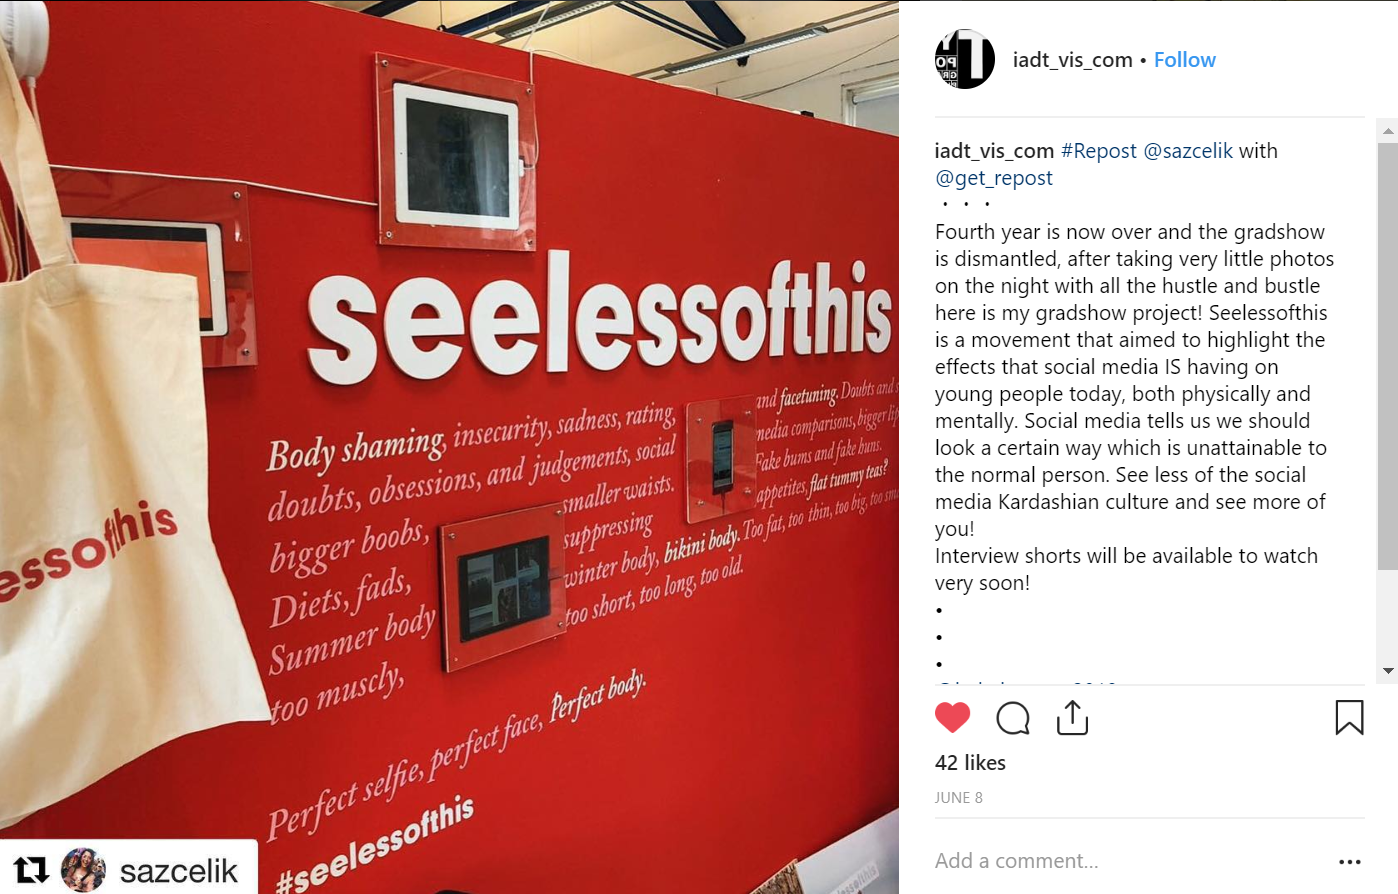 seelessofthis
Body shaming, insecurity, sadness, rating,
doubts, obsessions, and judgements, social
bigger boobs,
smaller waists.
Diets, fads,
suppressing
Summer body
winter body, bikini body. Too fat, too thin, too big, too
too muscly,
too short, too long, too old.
and facetuning. Doubts and
media comparisons, bigger
Fake bums and fake buns.
appetites, flat tummy teas?
Perfect selfie, perfect face, Perfect body.
#seelessofthis
essofthis
elessofthis
sazcelik
iadt_vis_com • Follow
iadt_vis_com #Repost @sazcelik with
@get_repost
・・・
Fourth year is now over and the gradshow
is dismantled, after taking very little photos
on the night with all the hustle and bustle
here is my gradshow project! Seelessofthis
is a movement that aimed to highlight the
effects that social media IS having on
young people today, both physically and
mentally. Social media tells us we should
look a certain way which is unattainable to
the normal person. See less of the social
media Kardashian culture and see more of
you!
Interview shorts will be available to watch
very soon!
•
•
•
42 likes
JUNE 8
Add a comment...